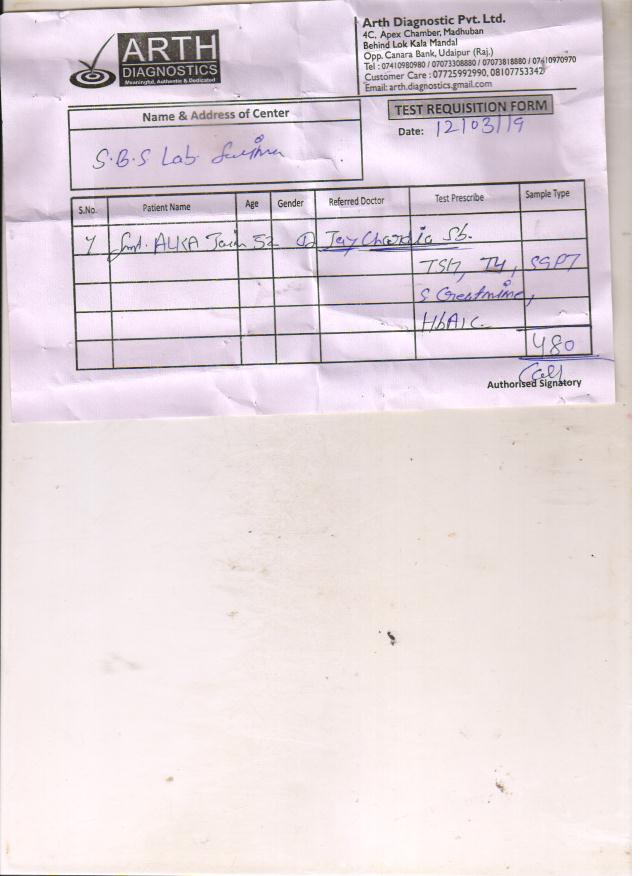 ARTH
DIAGNOSTICS
Meaningful, Authentic & Dedicated
Arth Diagnostic Pvt. Ltd.
4C, Apex Chamber, Madhuban
Behind Lok Kala Mandal
Opp. Canara Bank, Udaipur (Raj.)
Tel : 07410980980 / 07073308880 / 07073818880 / 07410970970
Customer Care : 07725992990, 08107753342
Email: arth.diagnostics.gmail.com
TEST REQUISITION FORM
Date: 12/03/19
Name & Address of Center
S.B.S Lab
S.No. Patient Name Age Gender Referred Doctor Test Prescribe Sample Type
Smt. ALKA Jain 52 Jay Sb.
TSH, T4, SGPT
S Creatinine,
HbA1C
480
Authorised Signatory